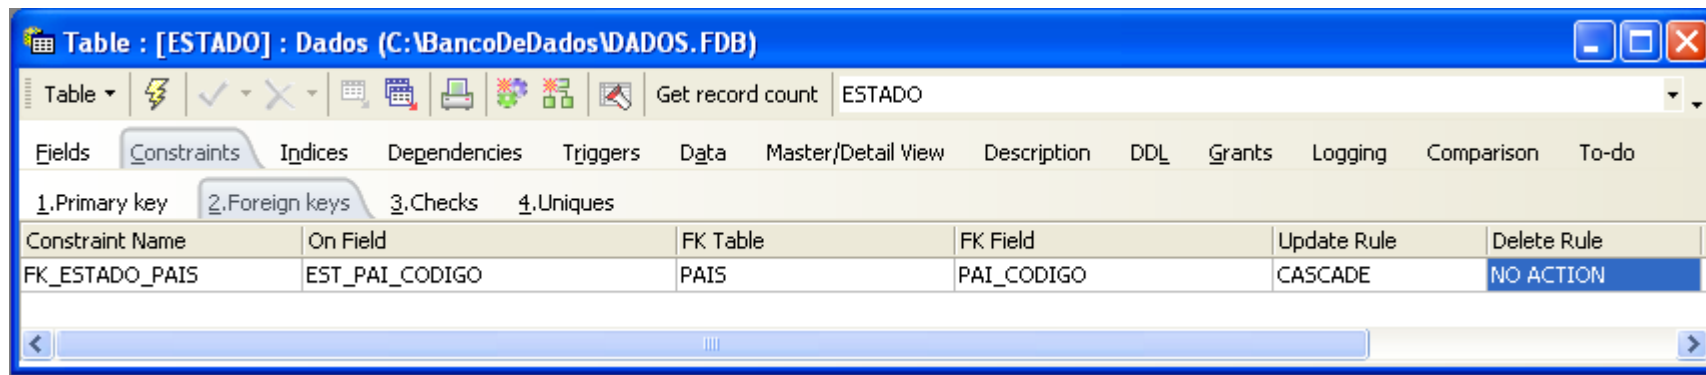 Table : [ESTADO] : Dados (C:\BancoDeDados\DADOS.FDB)
Table Get record count ESTADO
Fields Constraints Indices Dependencies Triggers Data Master/Detail View Description DDL Grants Logging Comparison To-do
1.Primary key 2.Foreign keys 3.Checks 4.Uniques
Constraint Name On Field FK Table FK Field Update Rule Delete Rule
FK_ESTADO_PAIS EST_PAI_CODIGO PAIS PAI_CODIGO CASCADE NO ACTION